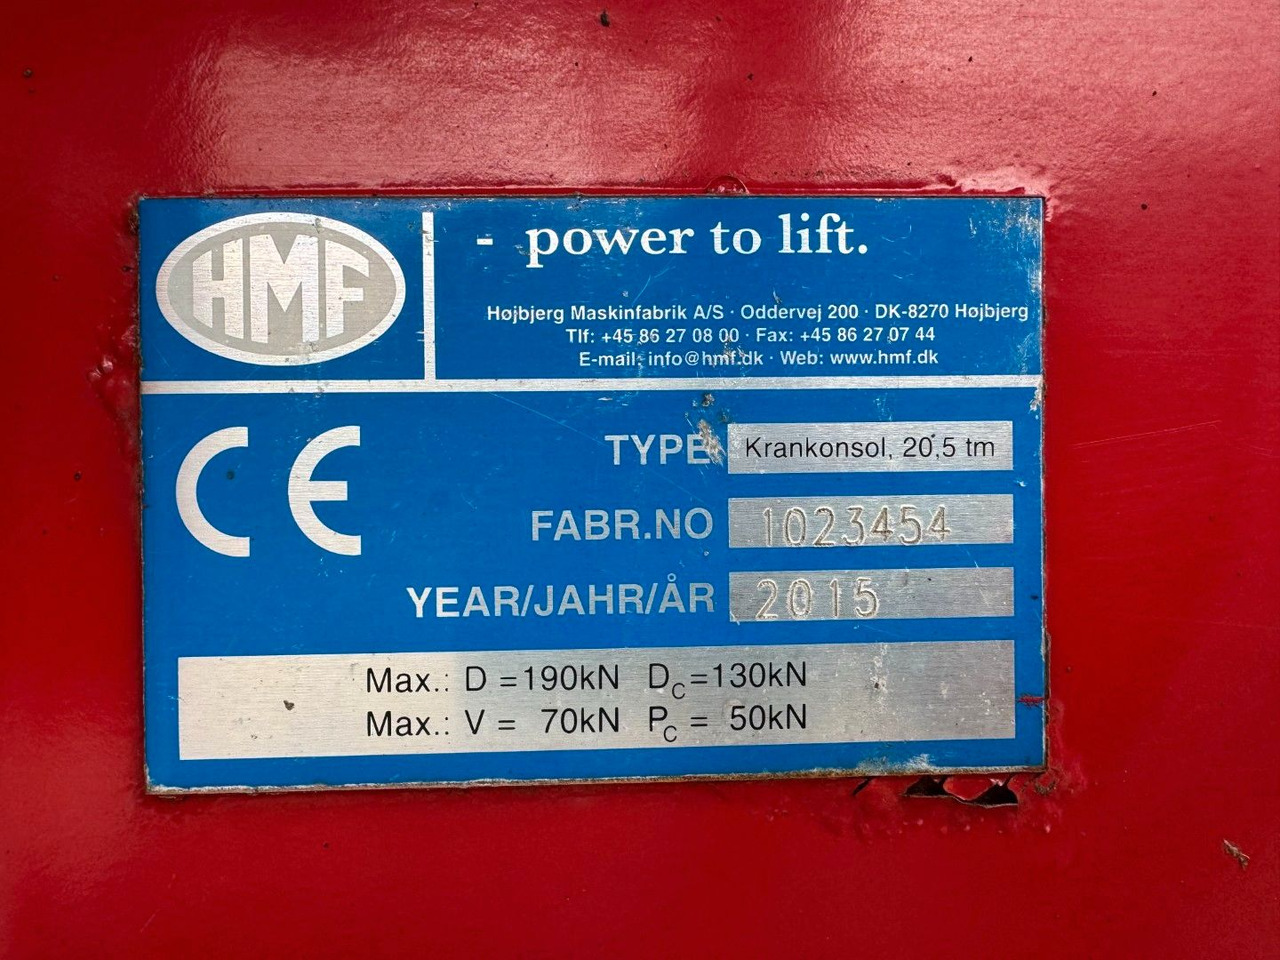 HMF
- power to lift.
Højbjerg Maskinfabrik A/S · Oddervej 200 · DK-8270 Højbjerg
Tlf: +45 86 27 08 00 · Fax: +45 86 27 07 44
E-mail: info@hmf.dk · Web: www.hmf.dk
CE
TYPE Krankonsol, 20,5 tm
FABR.NO 1023454
YEAR/JAHR/ÅR 2015
Max.: D =190kN DC=130kN
Max.: V = 70kN PC = 50kN